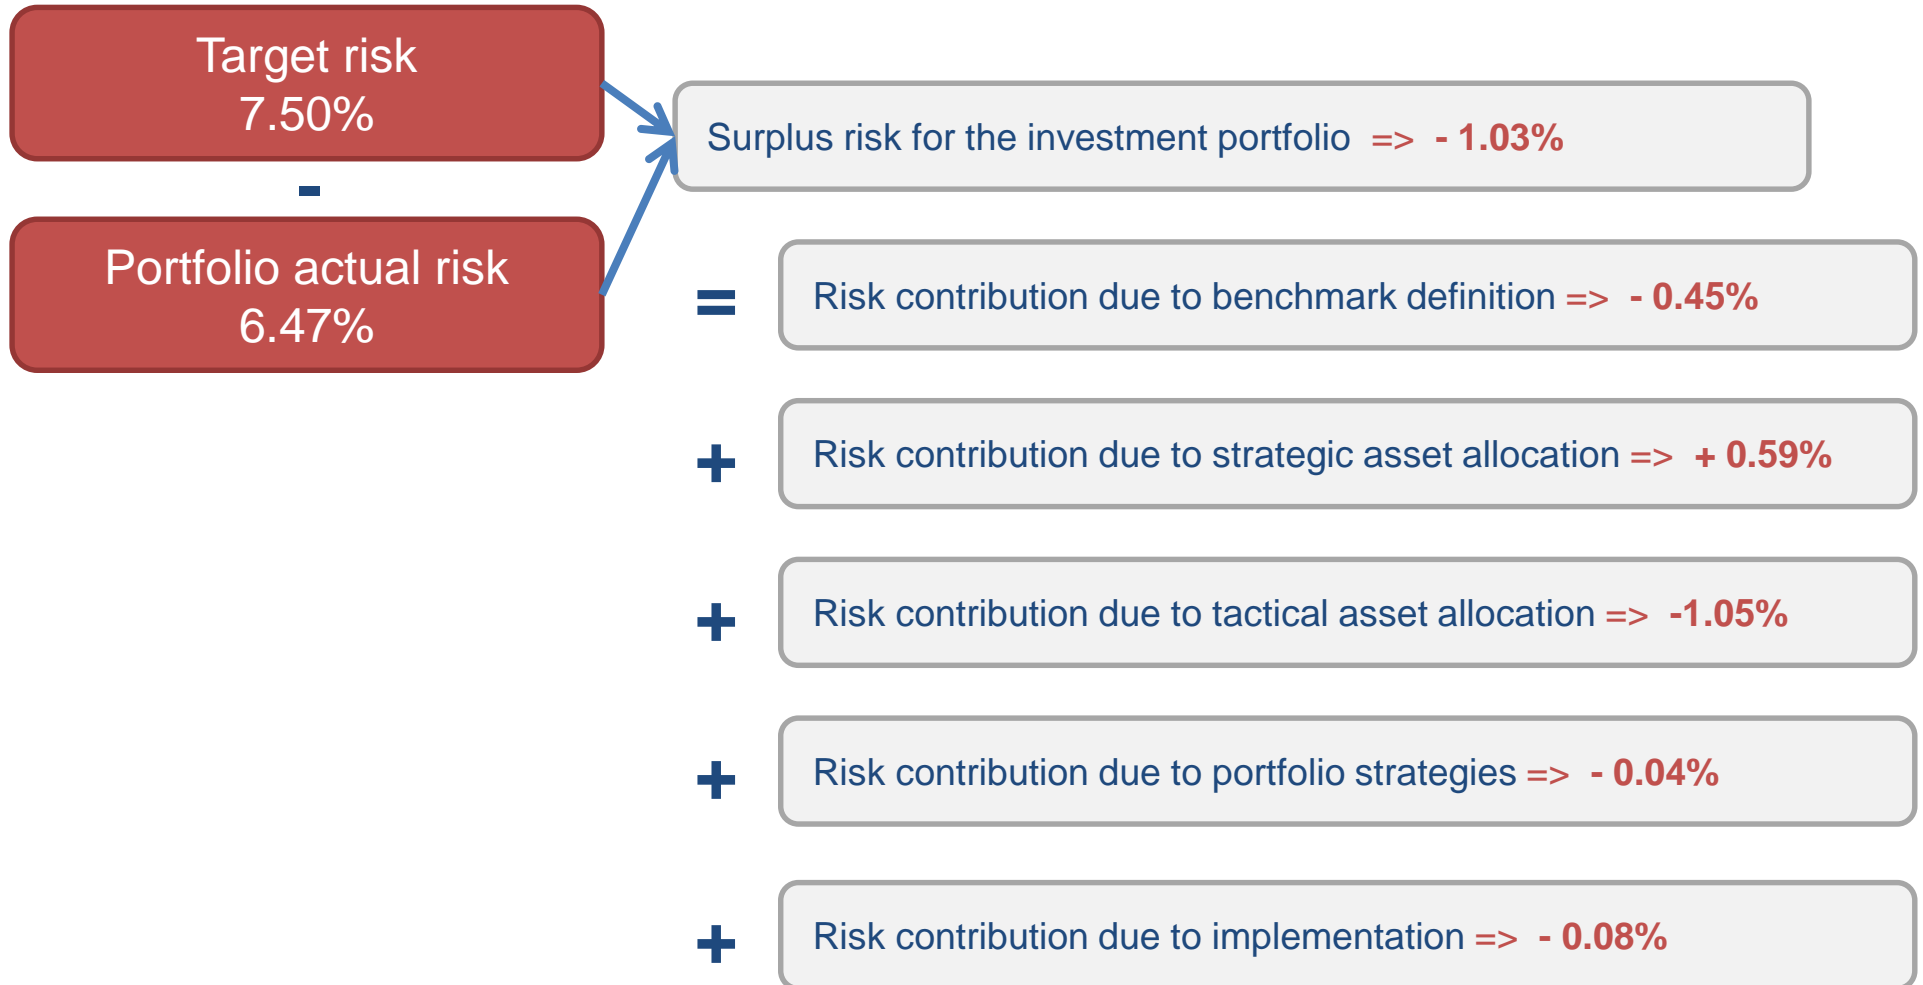 Target risk
7.50%
-
Portfolio actual risk
6.47%
Surplus risk for the investment portfolio => - 1.03%
= Risk contribution due to benchmark definition => - 0.45%
+ Risk contribution due to strategic asset allocation => + 0.59%
+ Risk contribution due to tactical asset allocation => -1.05%
+ Risk contribution due to portfolio strategies => - 0.04%
+ Risk contribution due to implementation => - 0.08%